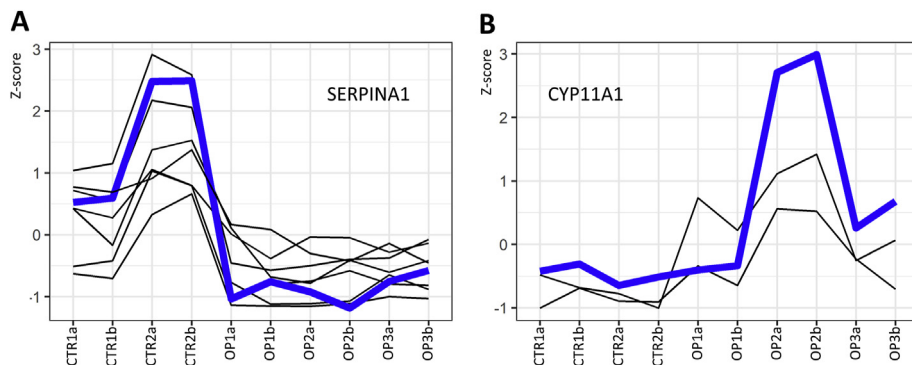 A
Z-score
3
2
1
0
-1
SERPINA1
CTR1a
CTR1b
CTR2a
CTR2b
OP1a
OP1b
OP2a
OP2b
OP3a
OP3b
B
Z-score
3
2
1
0
-1
CYP11A1
CTR1a
CTR1b
CTR2a
CTR2b
OP1a
OP1b
OP2a
OP2b
OP3a
OP3b